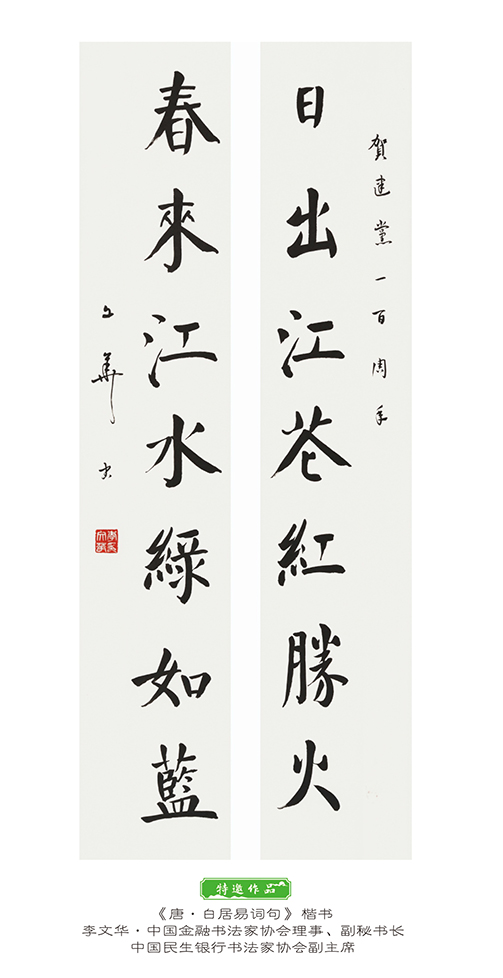 賀建黨一百周年
日出江花紅勝火
春來江水綠如藍
文華书
特邀作品
《唐·白居易词句》楷书
李文华·中国金融书法家协会理事、副秘书长
中国民生银行书法家协会副主席